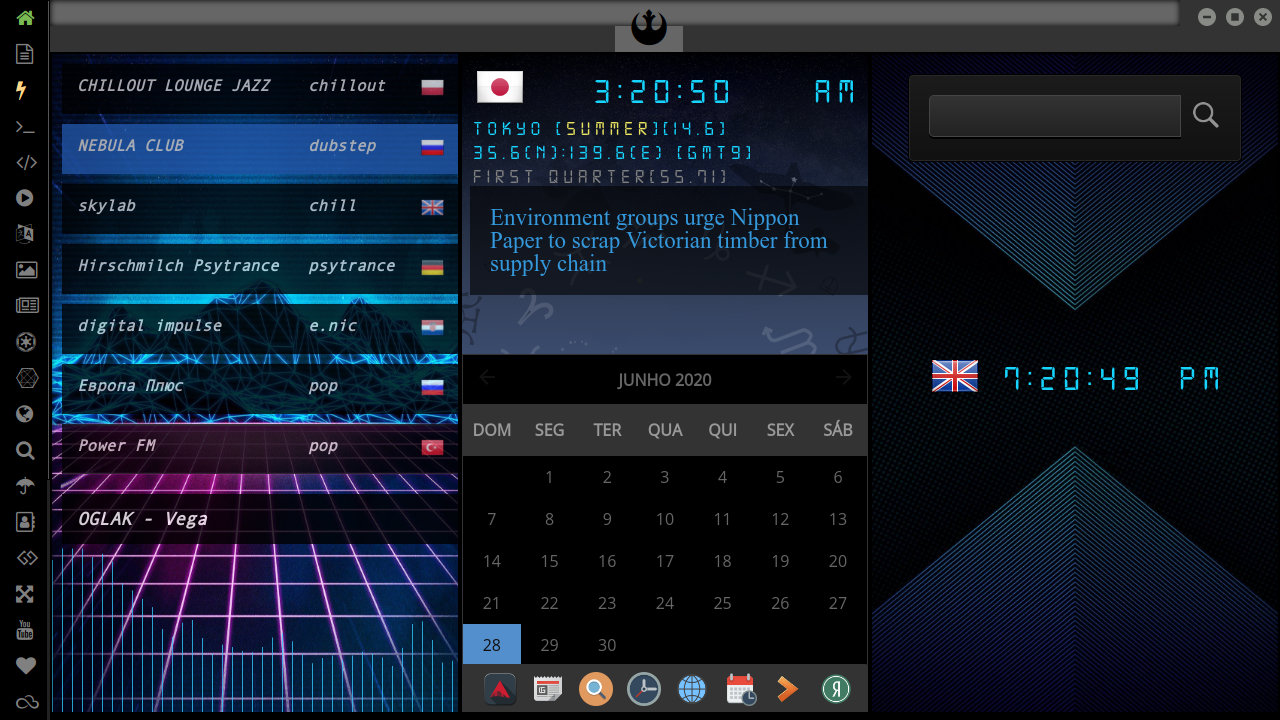 CHILLOUT LOUNGE JAZZ chillout
NEBULA CLUB dubstep
skylab chill
Hirschmilch Psytrance psytrance
digital impulse e.nic
Европа Плюс pop
Power FM pop
OGLAK - Vega
3:20:50 AM
TOKYO [SUMMER][14.6]
35.6(N):139.6(E) [GMT9]
FIRST QUARTER[55.71]
Environment groups urge Nippon
Paper to scrap Victorian timber from
supply chain
JUNHO 2020
DOM SEG TER QUA QUI SEX SÁB
1 2 3 4 5 6
7 8 9 10 11 12 13
14 15 16 17 18 19 20
21 22 23 24 25 26 27
28 29 30
7:20:49 PM
You
Tube